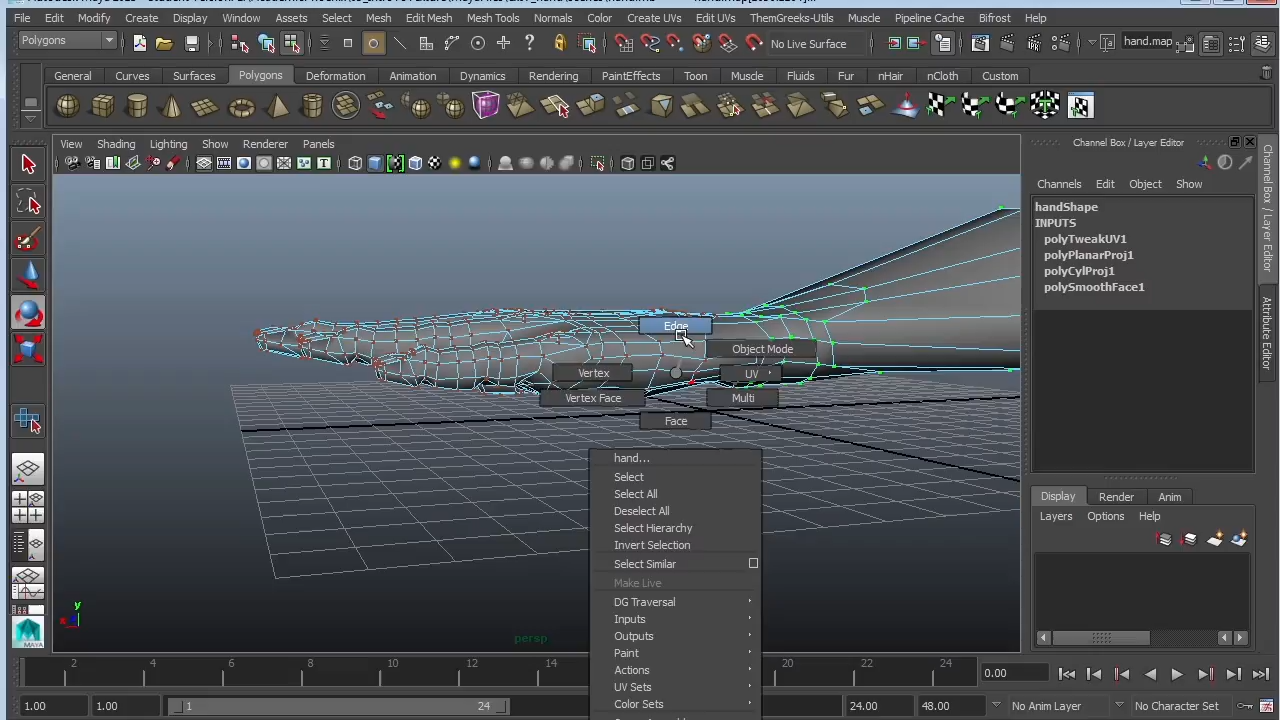 File Edit Modify Create Display Window Assets Select Mesh Edit Mesh Mesh Tools Normals Color Create UVs Edit UVs ThemGreeks-Utils Muscle Pipeline Cache Bifrost Help
Polygons
No Live Surface
hand.map
General Curves Surfaces Polygons Deformation Animation Dynamics Rendering PaintEffects Toon Muscle Fluids Fur nHair nCloth Custom
View Shading Lighting Show Renderer Panels
Channel Box / Layer Editor
Channels Edit Object Show
handShape
INPUTS
polyTweakUV1
polyPlanarProj1
polyCylProj1
polySmoothFace1
Channel Box / Layer Editor
Attribute Editor
Edge
Object Mode
Vertex
UV
Vertex Face
Multi
Face
hand...
Select
Select All
Deselect All
Select Hierarchy
Invert Selection
Select Similar
Make Live
DG Traversal
Inputs
Outputs
Paint
Actions
UV Sets
Color Sets
Display Render Anim
Layers Options Help
y
x
persp
MAYA
2 4 6 8 10 12 14 20 22 24
0.00
1.00 1.00 1 24 24.00 48.00 No Anim Layer No Character Set